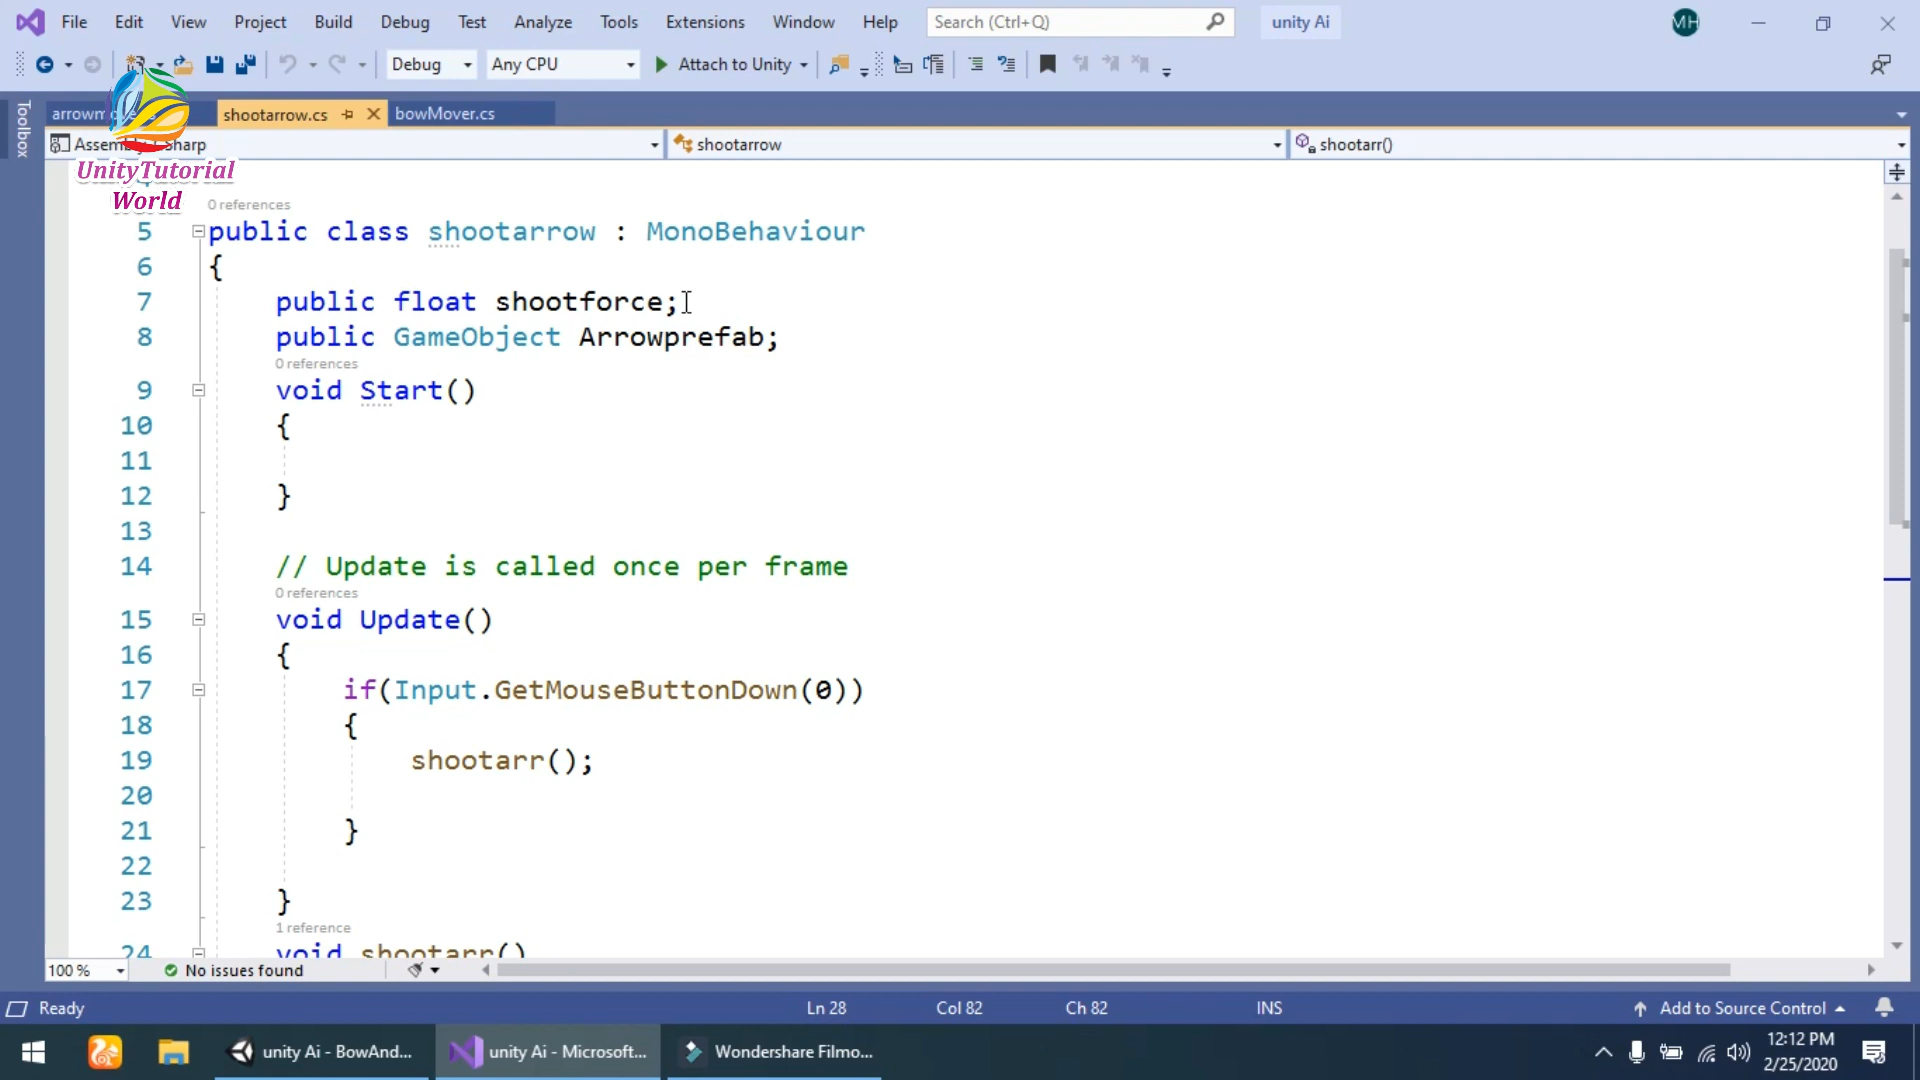 File Edit View Project Build Debug Test Analyze Tools Extensions Window Help Search (Ctrl+Q) unity Ai MH
Debug Any CPU Attach to Unity
Toolbox
shootarrow.cs bowMover.cs
shootarrow shootarr()
UnityTutorial
World
0 references
5 public class shootarrow : MonoBehaviour
6 {
7 public float shootforce;
8 public GameObject Arrowprefab;
0 references
9 void Start()
10 {
11
12 }
13
14 // Update is called once per frame
0 references
15 void Update()
16 {
17 if(Input.GetMouseButtonDown(0))
18 {
19 shootarr();
20
21 }
22
23 }
1 reference
24 void shootarr()
100 % No issues found
Ready Ln 28 Col 82 Ch 82 INS Add to Source Control
unity Ai - BowAnd... unity Ai - Microsoft... Wondershare Filmo...
12:12 PM
2/25/2020